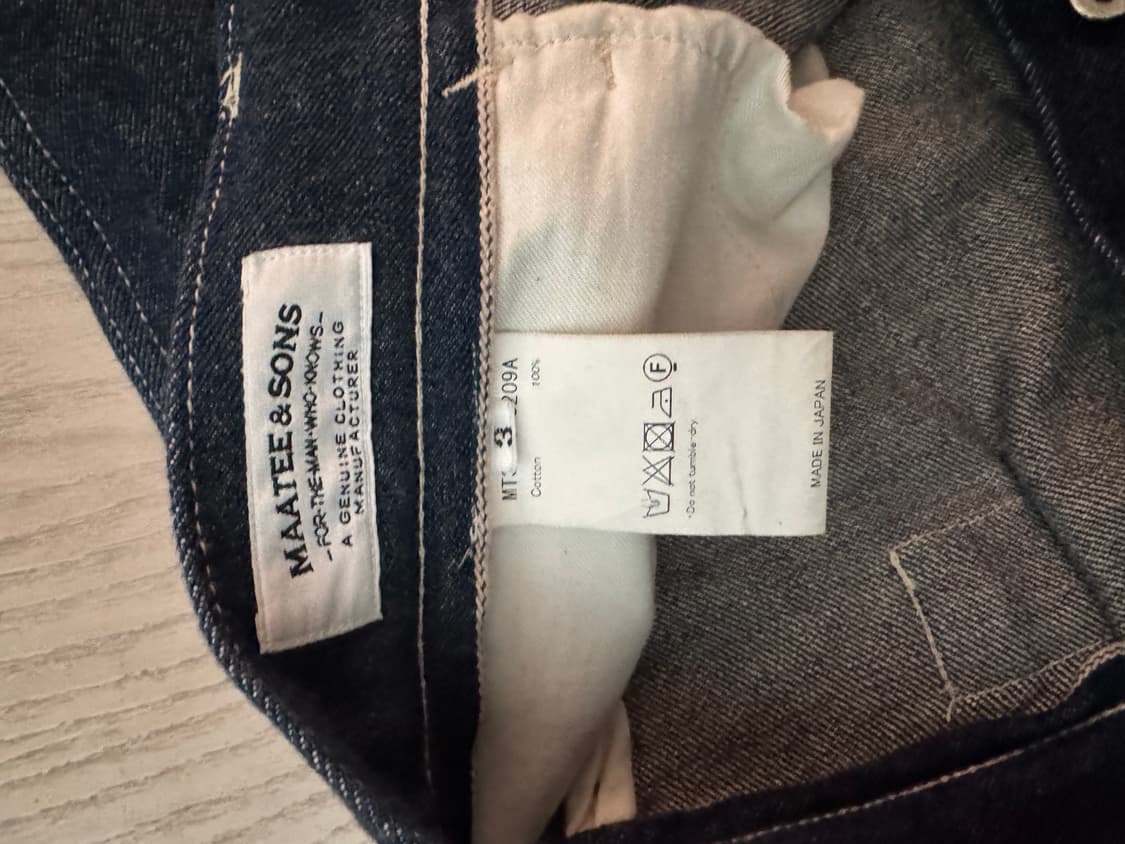 MAATEE & SONS
-FOR·THE·MAN·WHO·KNOWS-
A GENUINE CLOTHING
MANUFACTURER
3
209A
Cotton 100%
F
*Do not tumble dry
MADE IN JAPAN